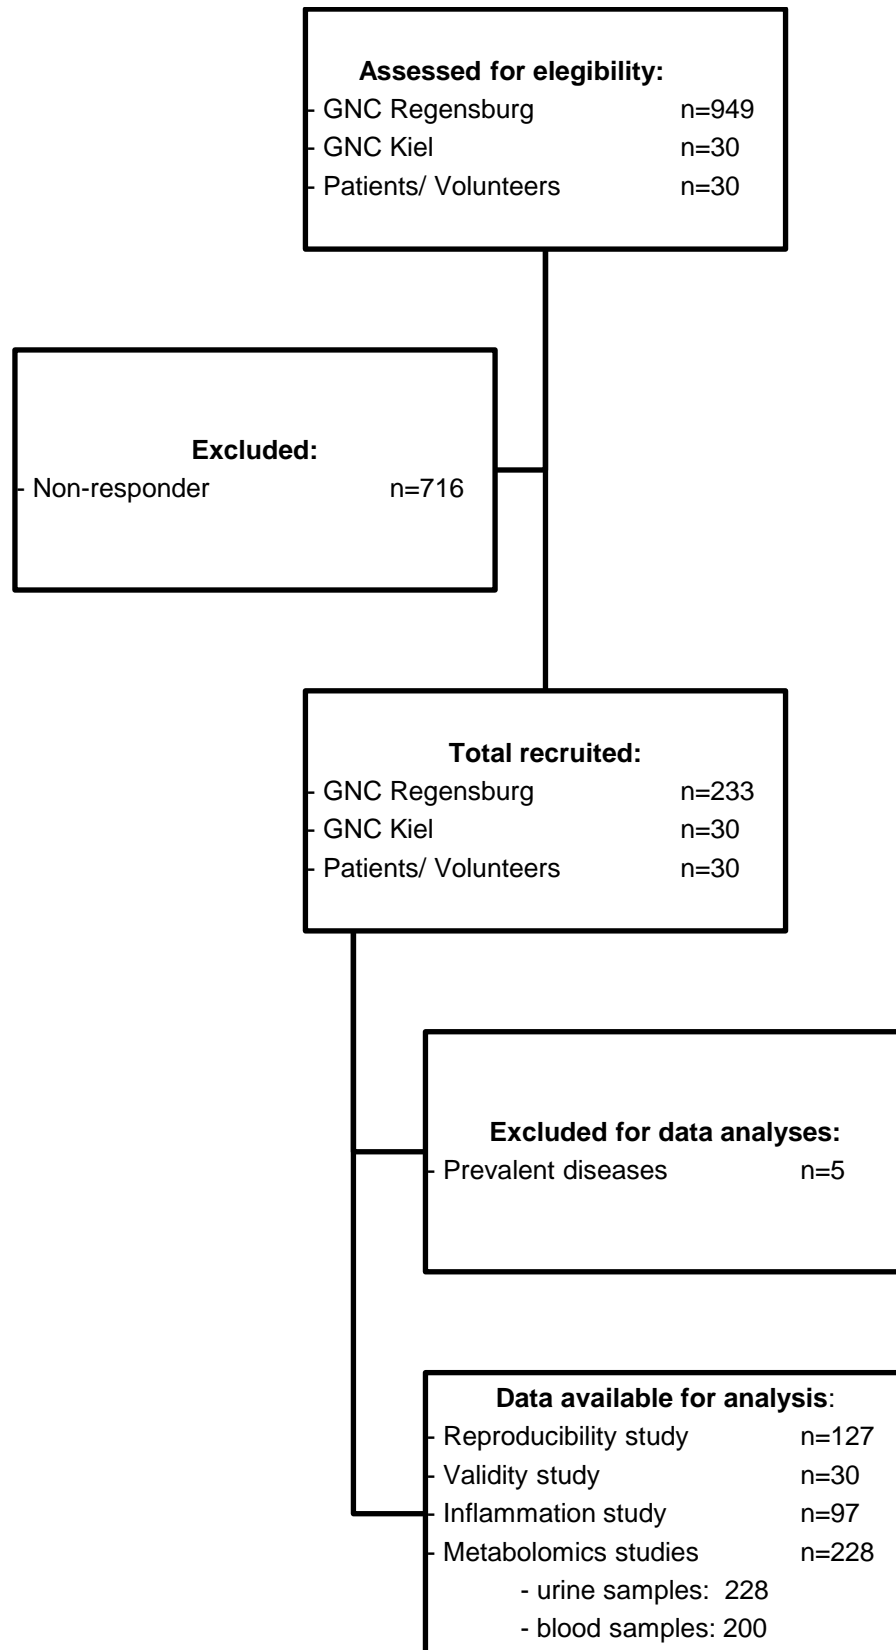 Assessed for elegibility:
- GNC Regensburg n=949
- GNC Kiel n=30
- Patients/ Volunteers n=30
Excluded:
- Non-responder n=716
Total recruited:
- GNC Regensburg n=233
- GNC Kiel n=30
- Patients/ Volunteers n=30
Excluded for data analyses:
- Prevalent diseases n=5
Data available for analysis:
- Reproducibility study n=127
- Validity study n=30
- Inflammation study n=97
- Metabolomics studies n=228
- urine samples: 228
- blood samples: 200